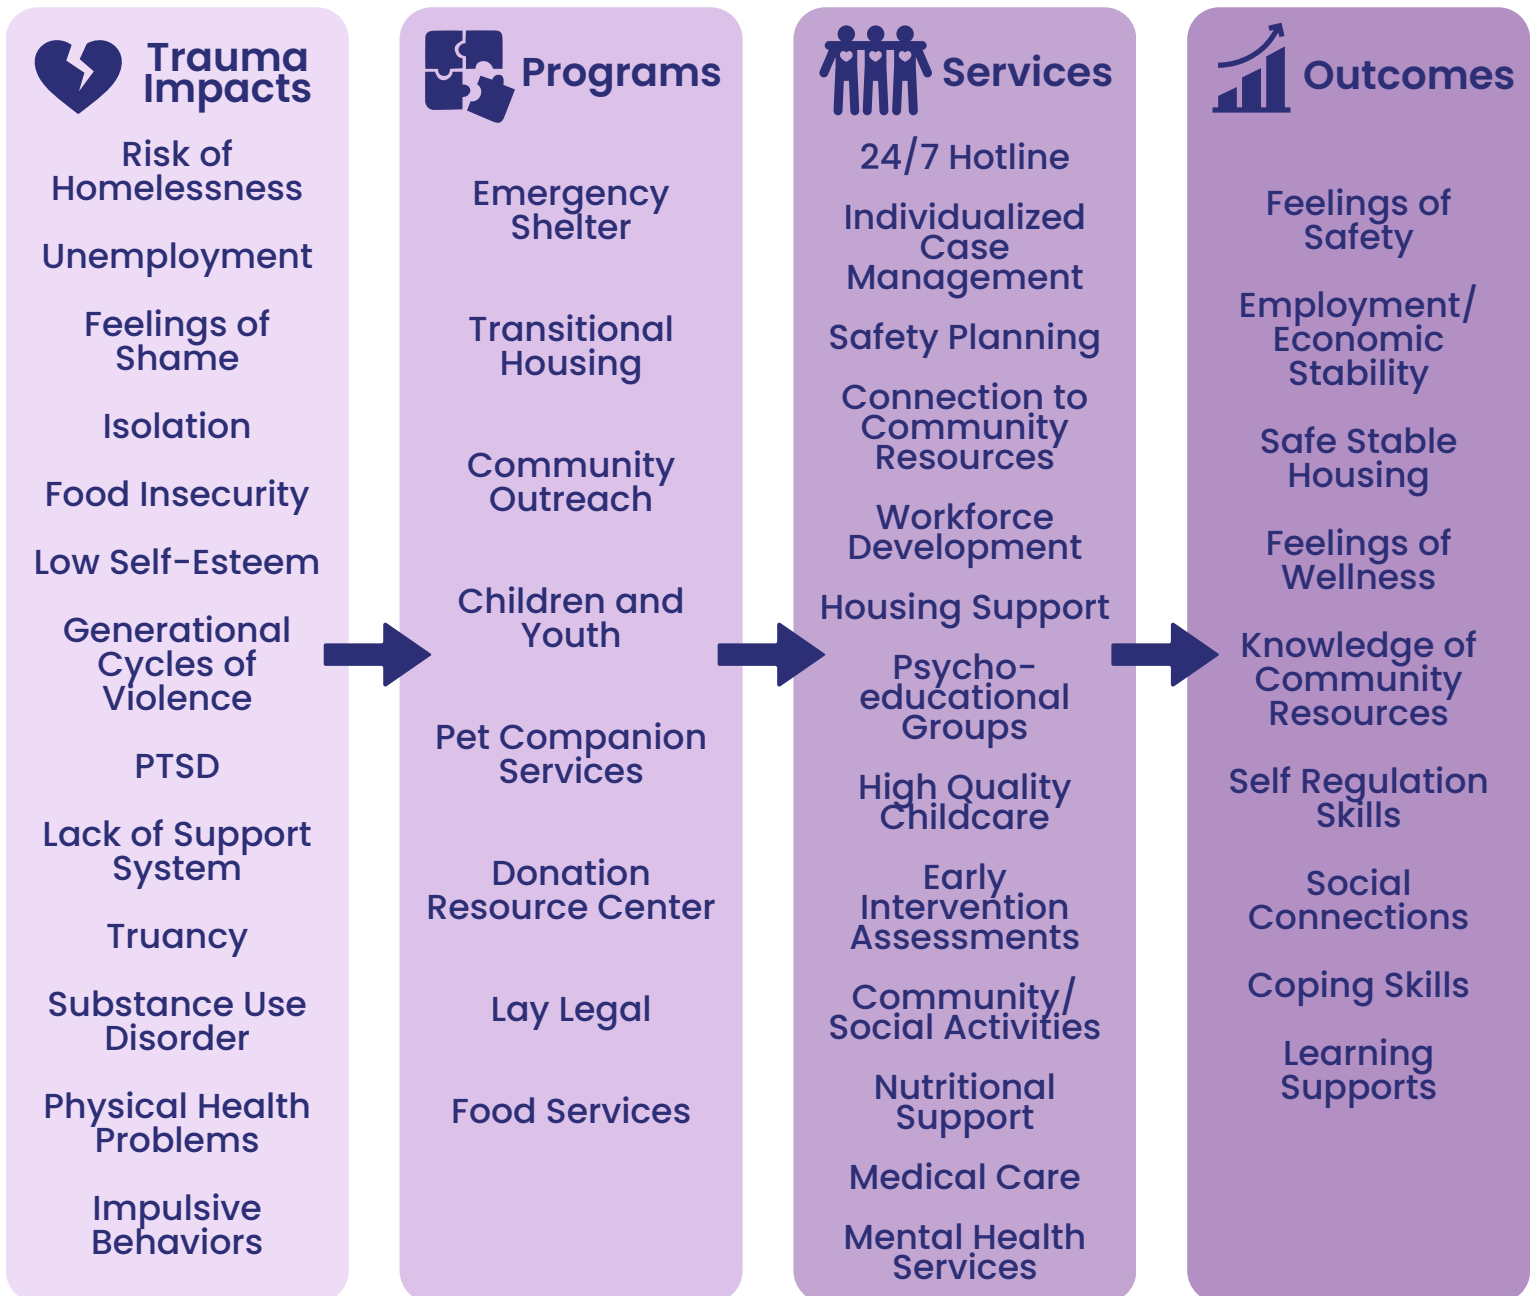 Trauma
Impacts
Risk of
Homelessness
Unemployment
Feelings of
Shame
Isolation
Food Insecurity
Low Self-Esteem
Generational
Cycles of
Violence
PTSD
Lack of Support
System
Truancy
Substance Use
Disorder
Physical Health
Problems
Impulsive
Behaviors
Programs
Emergency
Shelter
Transitional
Housing
Community
Outreach
Children and
Youth
Pet Companion
Services
Donation
Resource Center
Lay Legal
Food Services
Services
24/7 Hotline
Individualized
Case
Management
Safety Planning
Connection to
Community
Resources
Workforce
Development
Housing Support
Psycho-
educational
Groups
High Quality
Childcare
Early
Intervention
Assessments
Community/
Social Activities
Nutritional
Support
Medical Care
Mental Health
Services
Outcomes
Feelings of
Safety
Employment/
Economic
Stability
Safe Stable
Housing
Feelings of
Wellness
Knowledge of
Community
Resources
Self Regulation
Skills
Social
Connections
Coping Skills
Learning
Supports